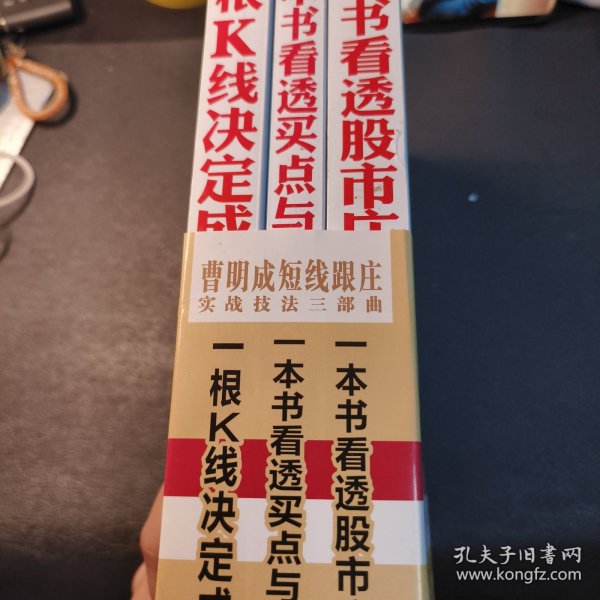 根K线决定成
本书看透买点与
书看透股市庄
曹明成短线跟庄
实战技法三部曲
一根K线决定成
一本书看透买点与
一本书看透股市
孔夫子旧书网
www.kongfz.com